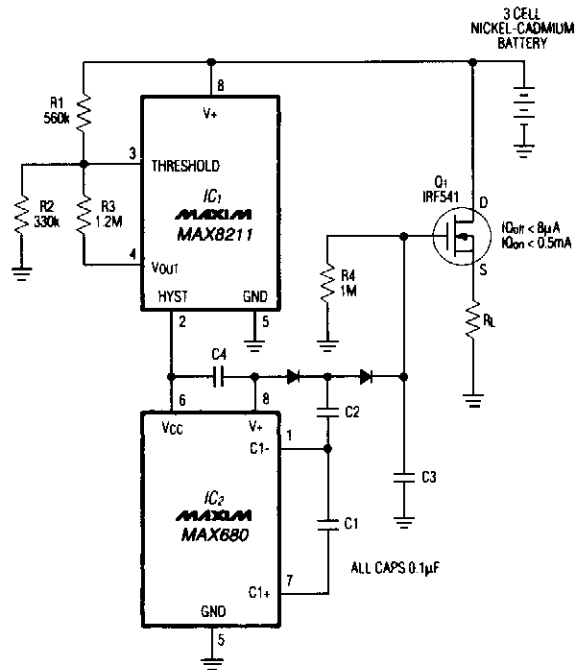 3 CELL
NICKEL-CADMIUM
BATTERY
8
V+
R1
560k
3
THRESHOLD
IC1
MAXIM
MAX8211
R2
330k
R3
1.2M
4
VOUT
HYST
GND
2
5
Q1
IRF541
D
IQoff < 8μA
IQon < 0.5mA
S
R4
1M
RL
C4
6
8
VCC
V+
1
C1-
C2
IC2
MAXIM
MAX680
C1
C3
7
C1+
ALL CAPS 0.1μF
GND
5